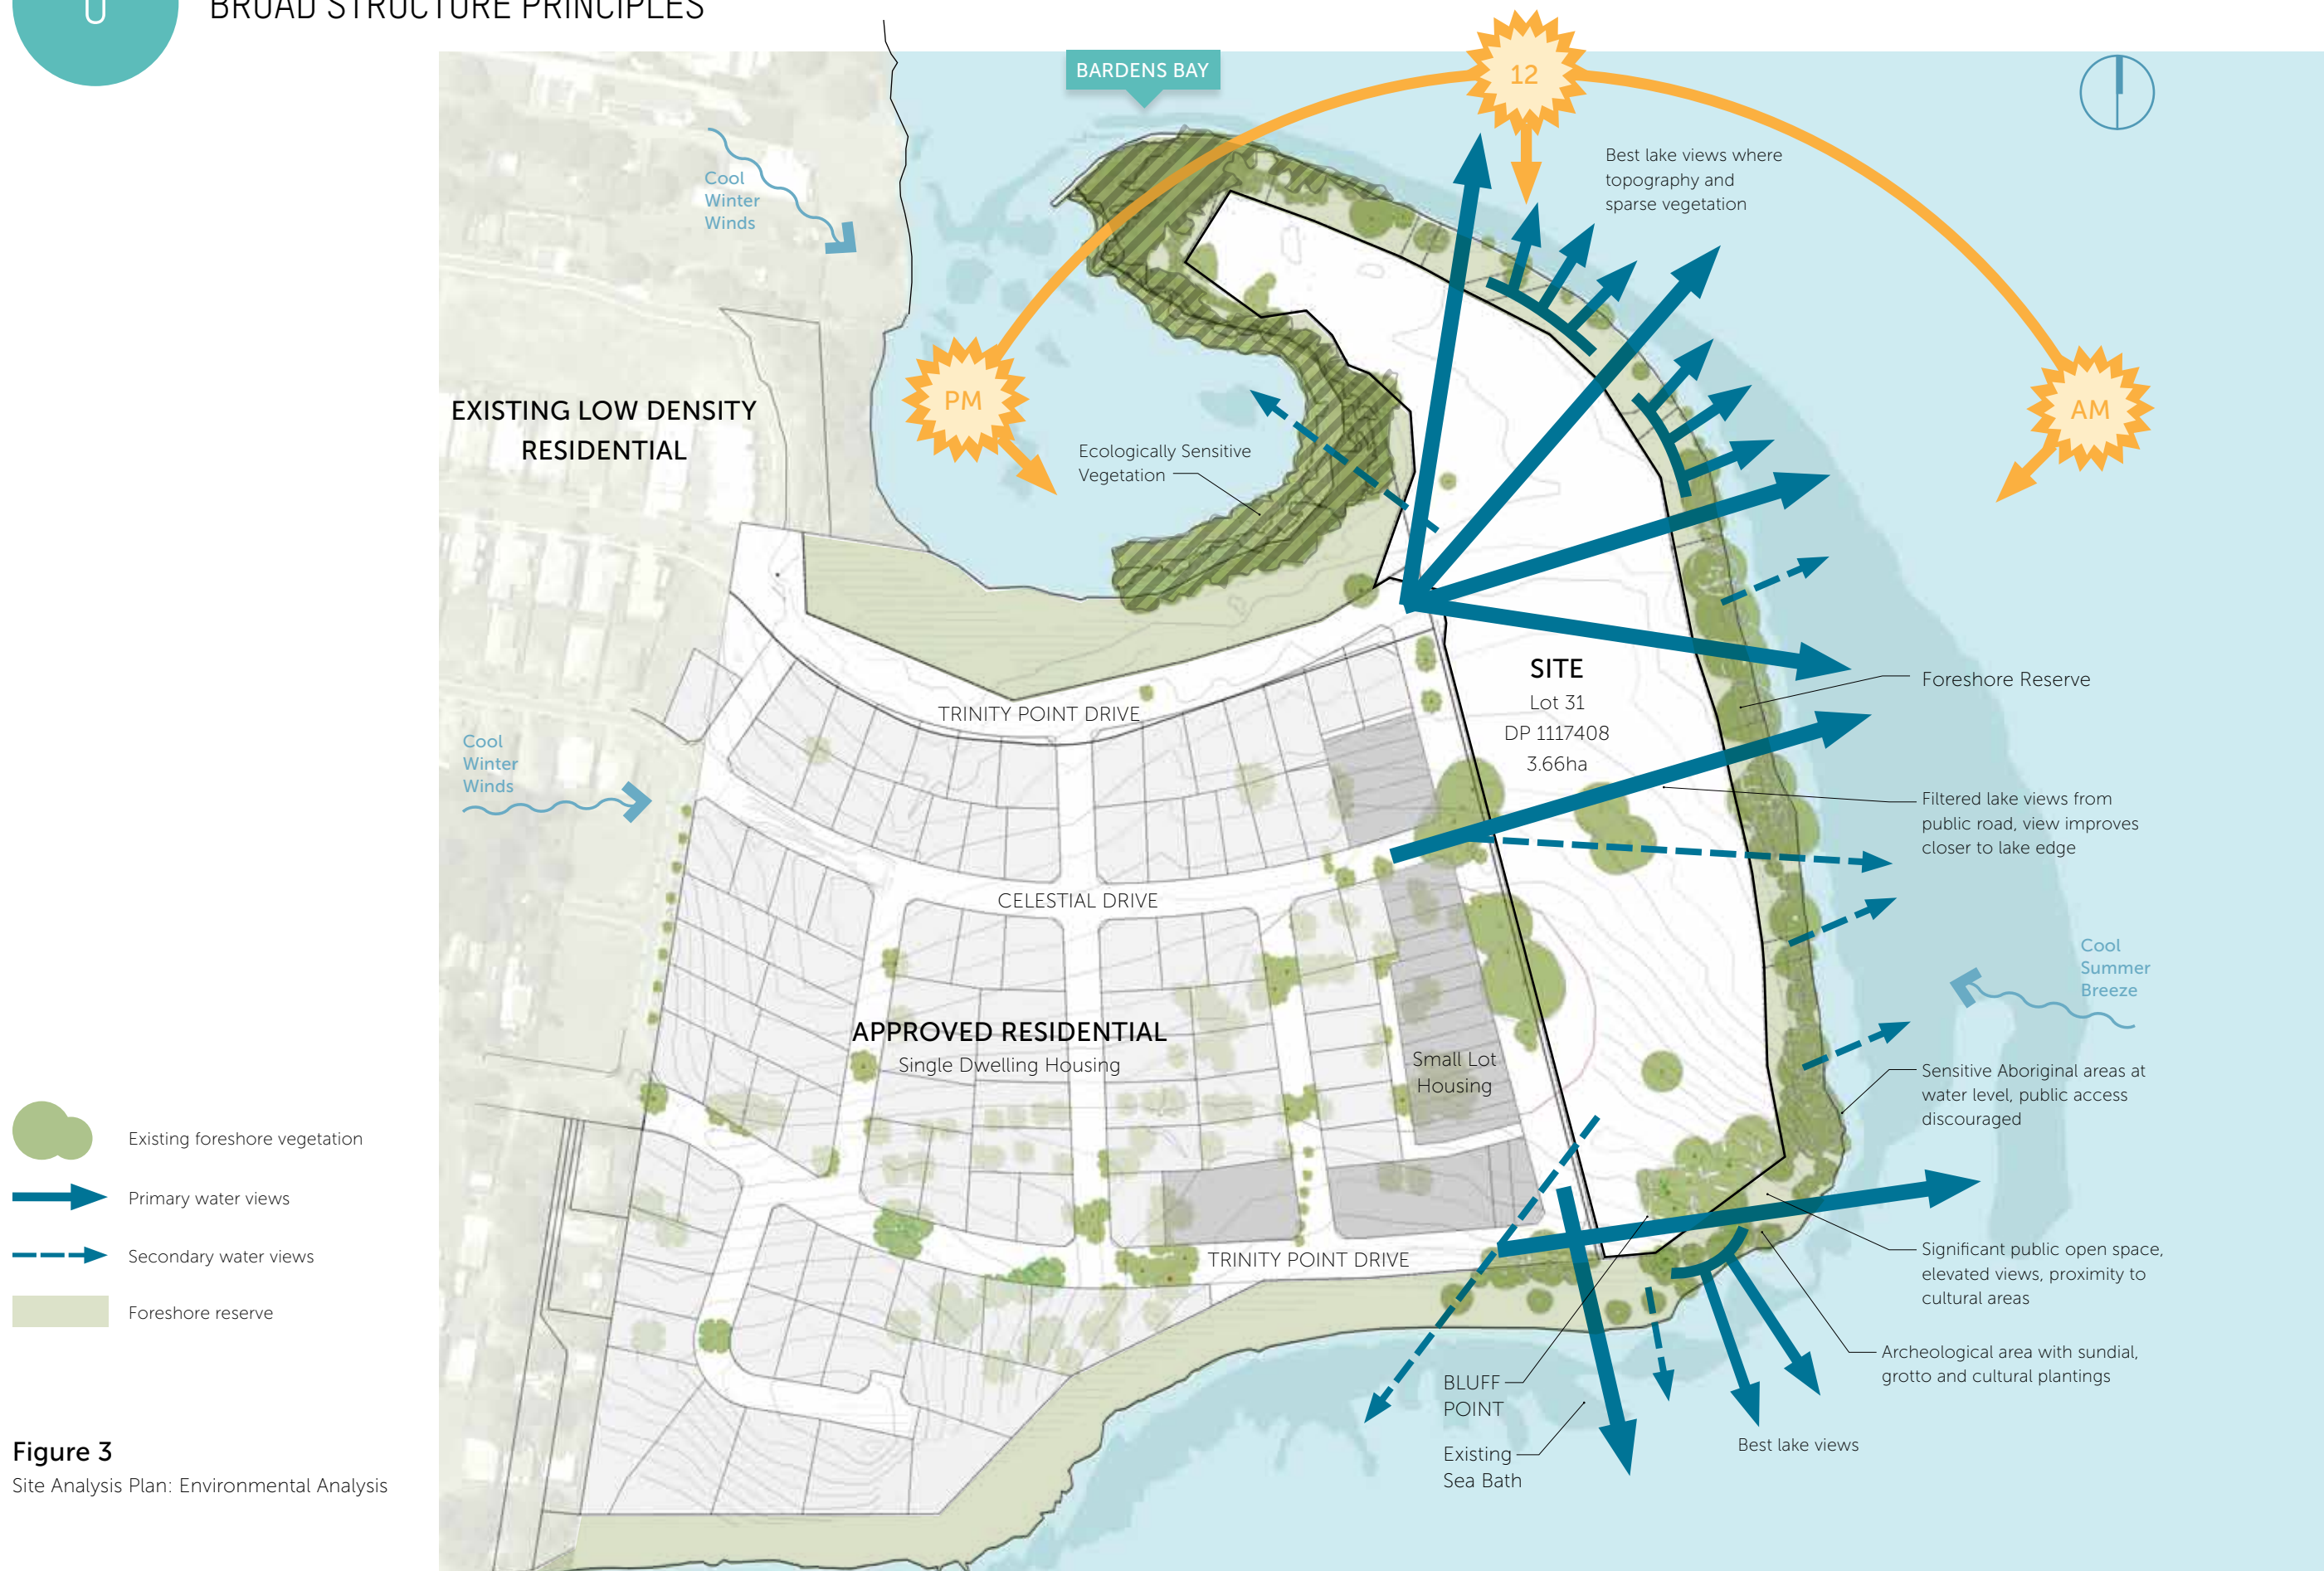 BROAD STRUCTURE PRINCIPLES
BARDENS BAY
12
Best lake views where
topography and
sparse vegetation
Cool
Winter
Winds
PM
AM
EXISTING LOW DENSITY
RESIDENTIAL
Ecologically Sensitive
Vegetation
SITE
Lot 31
DP 1117408
3.66ha
Foreshore Reserve
TRINITY POINT DRIVE
Cool
Winter
Winds
Filtered lake views from
public road, view improves
closer to lake edge
CELESTIAL DRIVE
Cool
Summer
Breeze
APPROVED RESIDENTIAL
Single Dwelling Housing
Small Lot
Housing
Sensitive Aboriginal areas at
water level, public access
discouraged
Existing foreshore vegetation
Primary water views
Secondary water views
Foreshore reserve
TRINITY POINT DRIVE
Significant public open space,
elevated views, proximity to
cultural areas
Archeological area with sundial,
grotto and cultural plantings
BLUFF
POINT
Best lake views
Existing
Sea Bath
Figure 3
Site Analysis Plan: Environmental Analysis